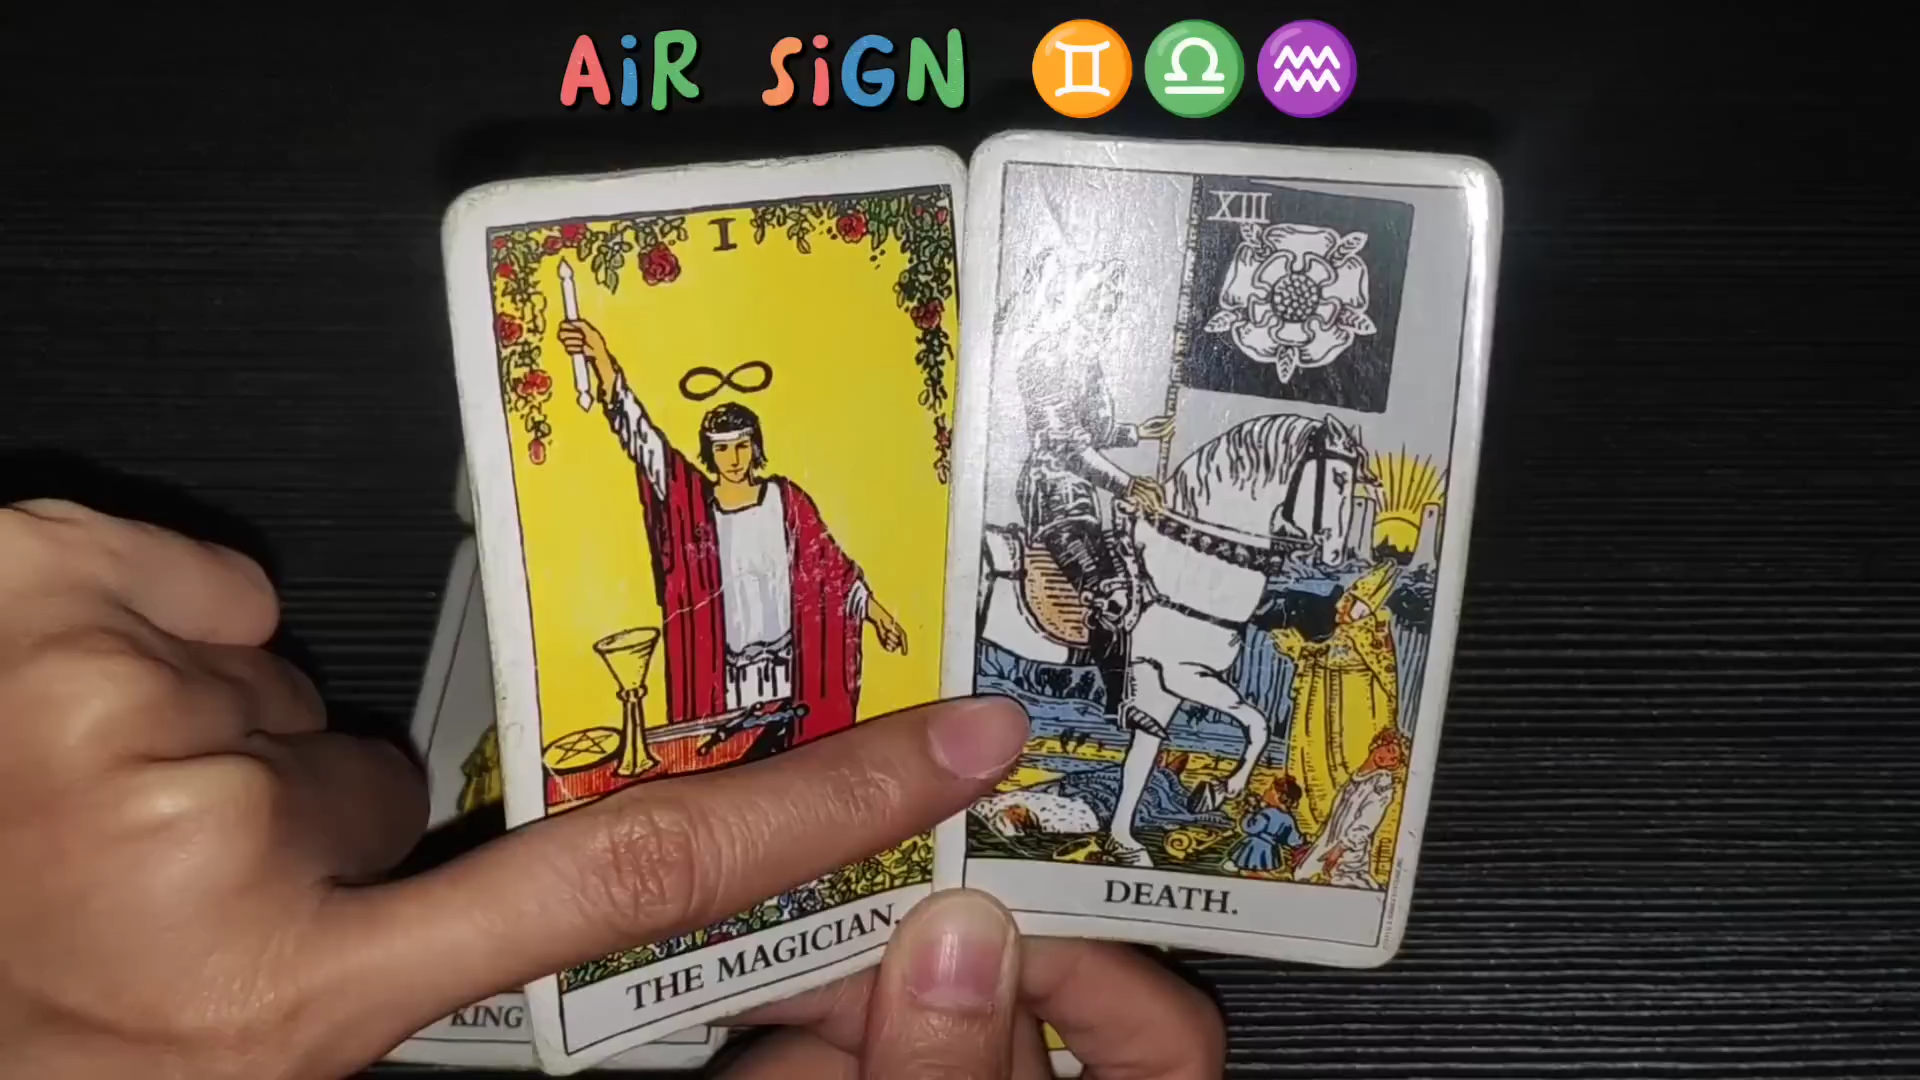 AiR SiGN ♊♎♒
I
XIII
THE MAGICIAN.
DEATH.
KING